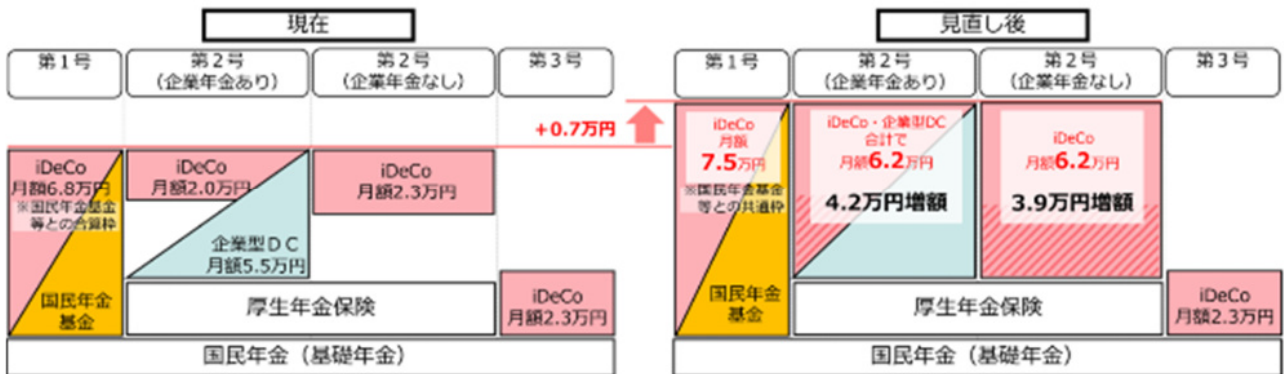 現在
第1号
第2号
(企業年金あり)
第2号
(企業年金なし)
第3号
iDeCo
月額6.8万円
※国民年金基金
等との合算枠
国民年金
基金
iDeCo
月額2.0万円
企業型DC
月額5.5万円
iDeCo
月額2.3万円
厚生年金保険
iDeCo
月額2.3万円
国民年金(基礎年金)
+0.7万円
見直し後
第1号
第2号
(企業年金あり)
第2号
(企業年金なし)
第3号
iDeCo
月額
7.5万円
※国民年金基金
等との共通枠
国民年金
基金
iDeCo・企業型DC
合計で
月額6.2万円
4.2万円増額
iDeCo
月額6.2万円
3.9万円増額
厚生年金保険
iDeCo
月額2.3万円
国民年金(基礎年金)